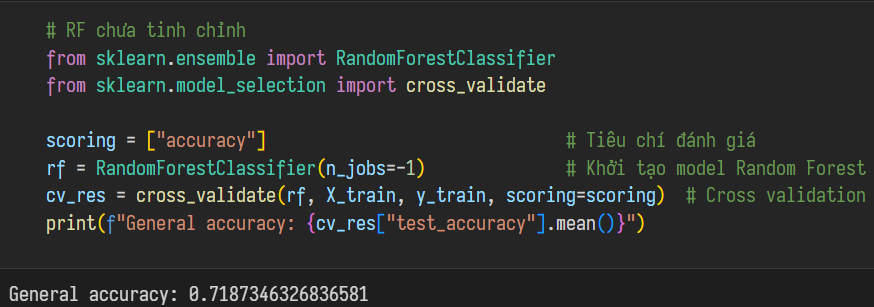 # RF chưa tinh chỉnh
from sklearn.ensemble import RandomForestClassifier
from sklearn.model_selection import cross_validate
scoring = ["accuracy"] # Tiêu chí đánh giá
rf = RandomForestClassifier(n_jobs=-1) # Khởi tạo model Random Forest
cv_res = cross_validate(rf, X_train, y_train, scoring=scoring) # Cross validation
print(f"General accuracy: {cv_res["test_accuracy"].mean()}")
General accuracy: 0.7187346326836581